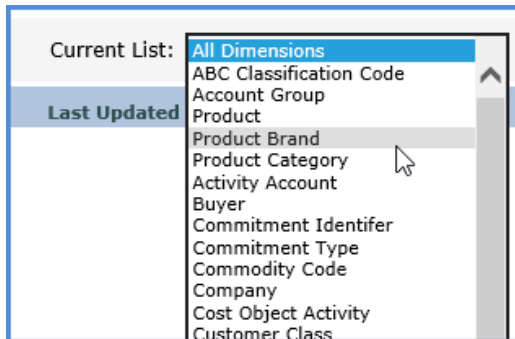 Current List: All Dimensions
ABC Classification Code
Account Group
Last Updated
Product
Product Brand
Product Category
Activity Account
Buyer
Commitment Identifer
Commitment Type
Commodity Code
Company
Cost Object Activity
Customer Class